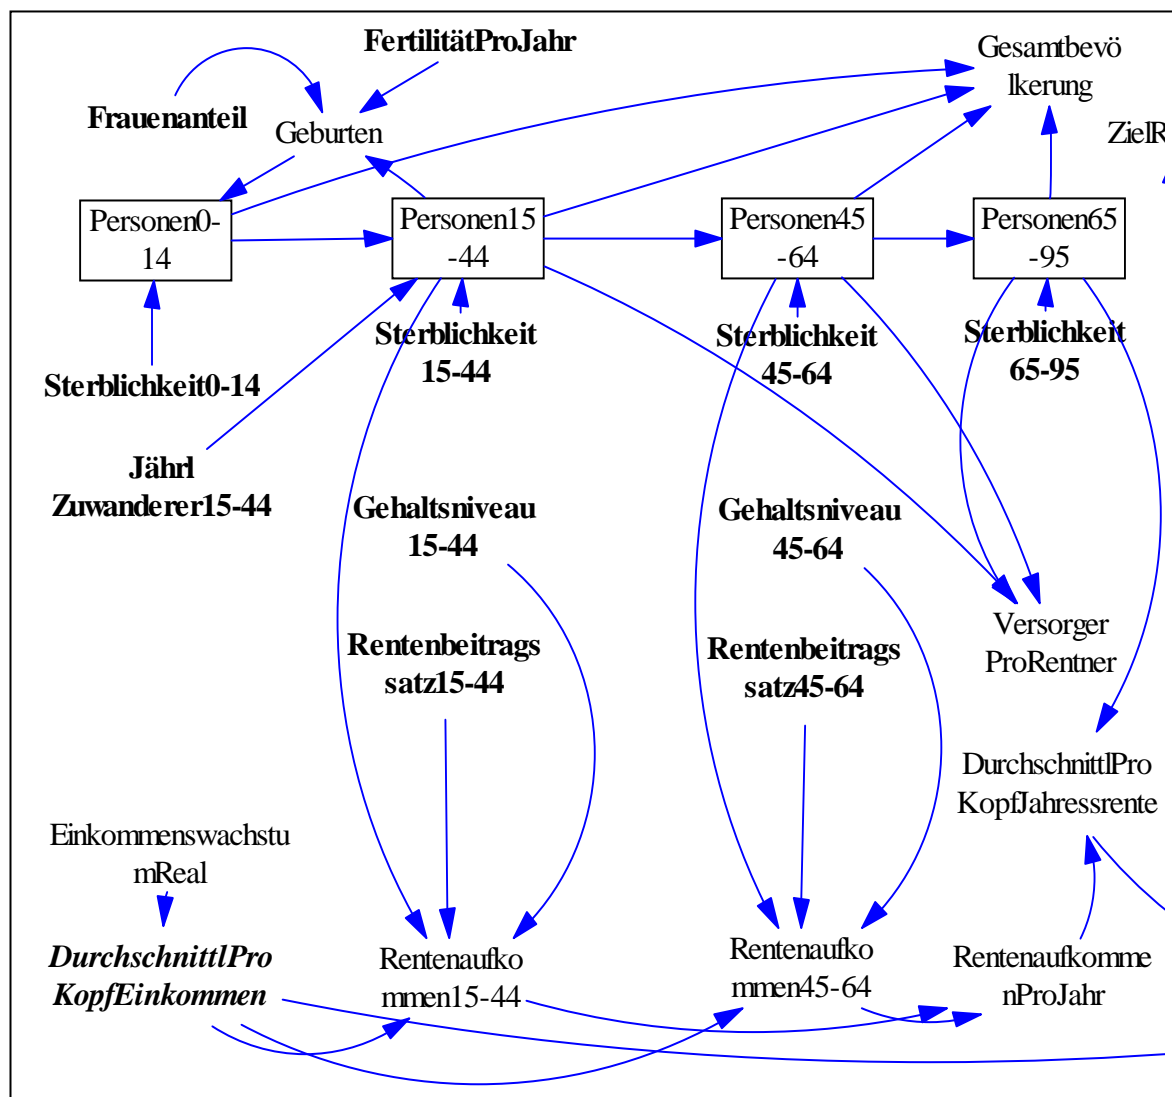 FertilitätProJahr
Gesamtbevö
lkerung
Frauenanteil
Geburten
ZielR
Personen0-
14
Personen15
-44
Personen45
-64
Personen65
-95
Sterblichkeit
15-44
Sterblichkeit
45-64
Sterblichkeit
65-95
Sterblichkeit0-14
Jährl
Zuwanderer15-44
Gehaltsniveau
15-44
Gehaltsniveau
45-64
Versorger
ProRentner
Rentenbeitrags
satz15-44
Rentenbeitrags
satz45-64
DurchschnittlPro
KopfJahressrente
Einkommenswachstu
mReal
DurchschnittlPro
KopfEinkommen
Rentenaufko
mmen15-44
Rentenaufko
mmen45-64
Rentenaufkomme
nProJahr